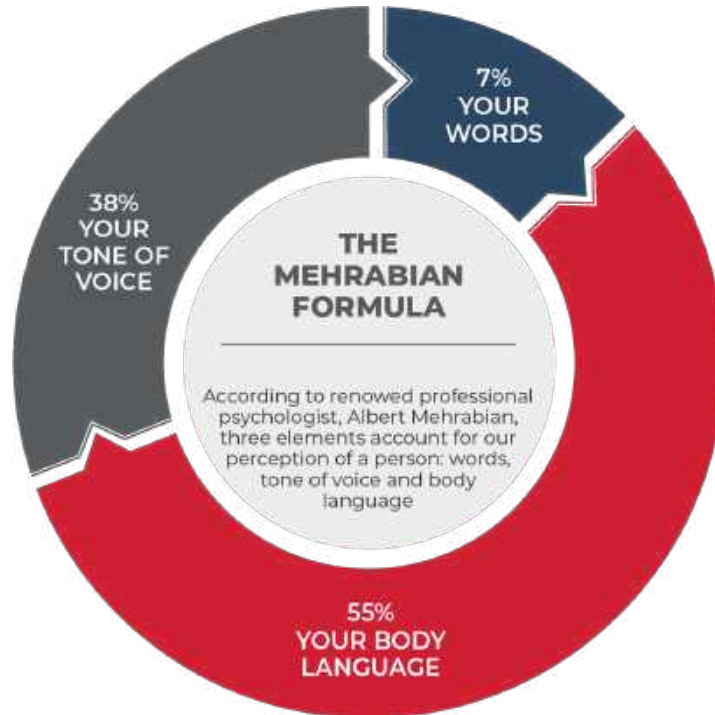 7%
YOUR
WORDS
38%
YOUR
TONE OF
VOICE
THE
MEHRABIAN
FORMULA
According to renowed professional
psychologist, Albert Mehrabian,
three elements account for our
perception of a person: words,
tone of voice and body
language
55%
YOUR BODY
LANGUAGE